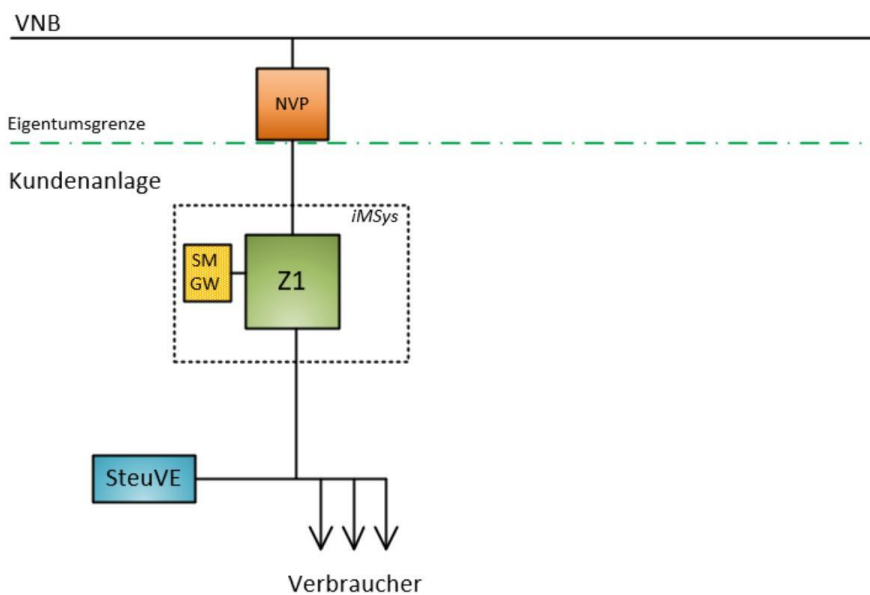 VNB
NVP
Eigentumsgrenze
Kundenanlage
iMSys
SM
GW
Z1
SteuVE
Verbraucher